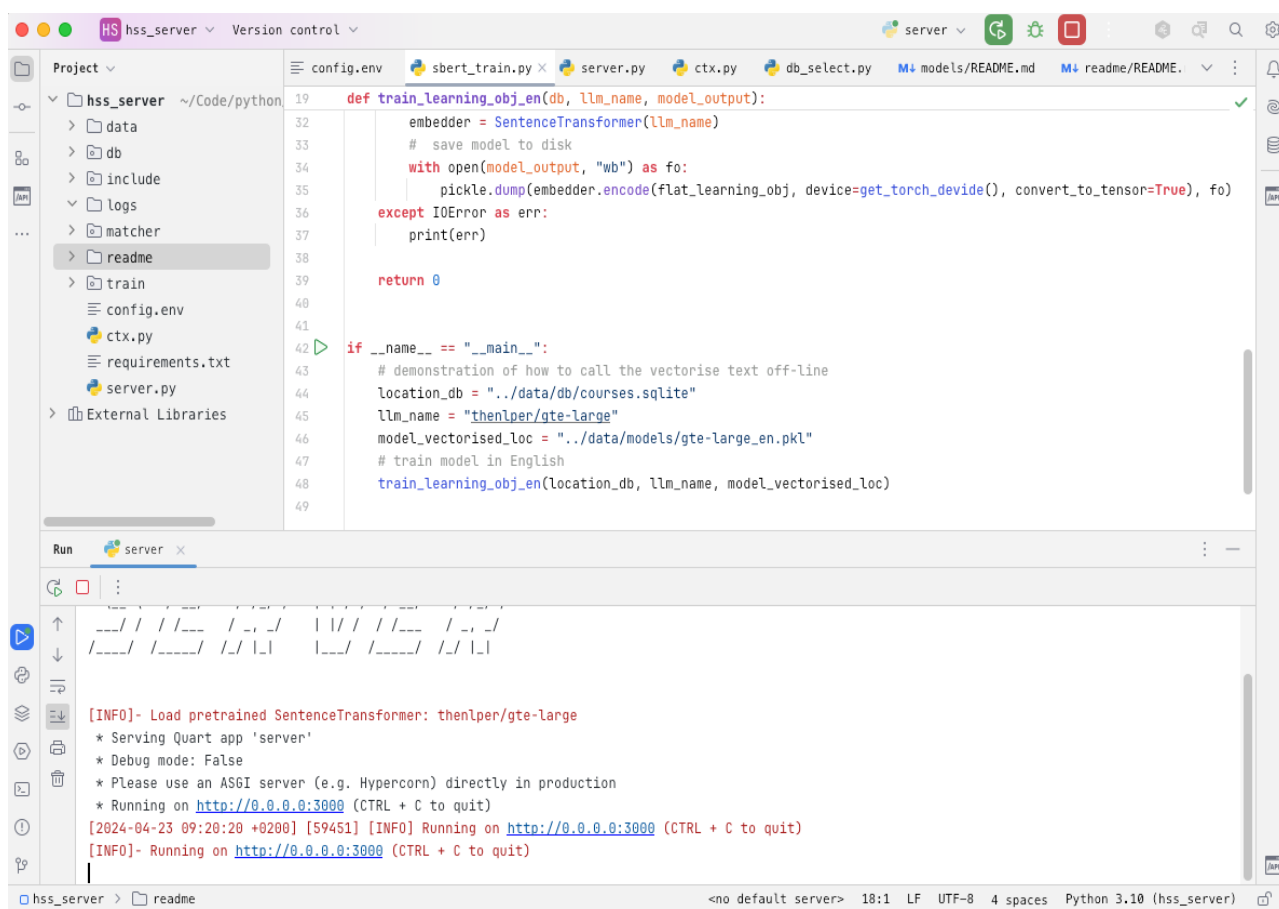 HS hss_server Version control server
Project
config.env sbert_train.py server.py ctx.py db_select.py M↓ models/README.md M↓ readme/README.
hss_server ~/Code/python
data
db
include
logs
matcher
readme
train
config.env
ctx.py
requirements.txt
server.py
External Libraries
19 def train_learning_obj_en(db, llm_name, model_output):
32 embedder = SentenceTransformer(llm_name)
33 # save model to disk
34 with open(model_output, "wb") as fo:
35 pickle.dump(embedder.encode(flat_learning_obj, device=get_torch_devide(), convert_to_tensor=True), fo)
36 except IOError as err:
37 print(err)
38
39 return 0
40
41
42 if __name__ == "__main__":
43 # demonstration of how to call the vectorise text off-line
44 location_db = "../data/db/courses.sqlite"
45 llm_name = "thenlper/gte-large"
46 model_vectorised_loc = "../data/models/gte-large_en.pkl"
47 # train model in English
48 train_learning_obj_en(location_db, llm_name, model_vectorised_loc)
49
Run server
[INFO]- Load pretrained SentenceTransformer: thenlper/gte-large
* Serving Quart app 'server'
* Debug mode: False
* Please use an ASGI server (e.g. Hypercorn) directly in production
* Running on http://0.0.0.0:3000 (CTRL + C to quit)
[2024-04-23 09:20:20 +0200] [59451] [INFO] Running on http://0.0.0.0:3000 (CTRL + C to quit)
[INFO]- Running on http://0.0.0.0:3000 (CTRL + C to quit)
hss_server > readme <no default server> 18:1 LF UTF-8 4 spaces Python 3.10 (hss_server)